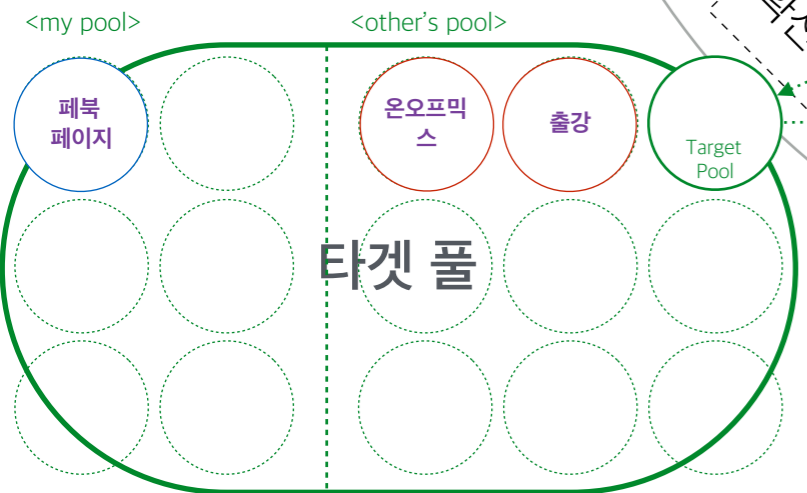 <my pool>
<other's pool>
페북
페이지
온오프믹
스
출강
Target
Pool
타겟 풀